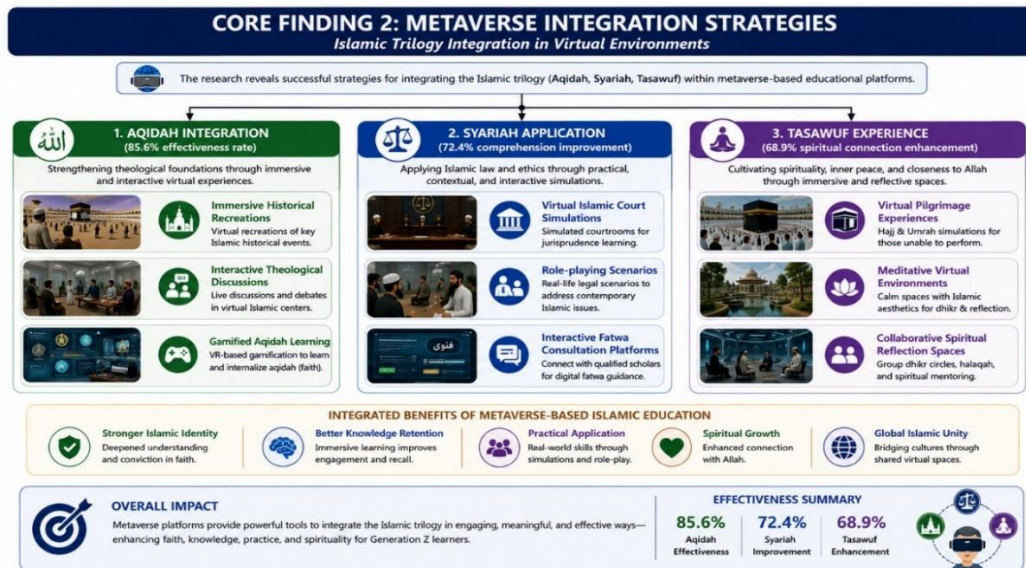 CORE FINDING 2: METAVERSE INTEGRATION STRATEGIES
Islamic Trilogy Integration in Virtual Environments
The research reveals successful strategies for integrating the Islamic trilogy (Aqidah, Syariah, Tasawuf) within metaverse-based educational platforms.
الله
1. AQIDAH INTEGRATION
(85.6% effectiveness rate)
Strengthening theological foundations through immersive
and interactive virtual experiences.
Immersive Historical
Recreations
Virtual recreations of key
Islamic historical events.
Interactive Theological
Discussions
Live discussions and debates
in virtual Islamic centers.
Gamified Aqidah Learning
VR-based gamification to learn
and internalize aqidah (faith).
2. SYARIAH APPLICATION
(72.4% comprehension improvement)
Applying Islamic law and ethics through practical,
contextual, and interactive simulations.
Virtual Islamic Court
Simulations
Simulated courtrooms for
jurisprudence learning.
Role-playing Scenarios
Real-life legal scenarios to
address contemporary
Islamic issues.
فتوى
Interactive Fatwa
Consultation Platforms
Connect with qualified scholars
for digital fatwa guidance.
3. TASAWUF EXPERIENCE
(68.9% spiritual connection enhancement)
Cultivating spirituality, inner peace, and closeness to Allah
through immersive and reflective spaces.
Virtual Pilgrimage
Experiences
Hajj & Umrah simulations for
those unable to perform.
Meditative Virtual
Environments
Calm spaces with Islamic
aesthetics for dhikr & reflection.
Collaborative Spiritual
Reflection Spaces
Group dhikr circles, halaqah,
and spiritual mentoring.
INTEGRATED BENEFITS OF METAVERSE-BASED ISLAMIC EDUCATION
Stronger Islamic Identity
Deepened understanding
and conviction in faith.
Better Knowledge Retention
Immersive learning improves
engagement and recall.
Practical Application
Real-world skills through
simulations and role-play.
Spiritual Growth
Enhanced connection
with Allah.
Global Islamic Unity
Bridging cultures through
shared virtual spaces.
OVERALL IMPACT
Metaverse platforms provide powerful tools to integrate the Islamic trilogy in engaging, meaningful, and effective ways—
enhancing faith, knowledge, practice, and spirituality for Generation Z learners.
EFFECTIVENESS SUMMARY
85.6%
Aqidah
Effectiveness
72.4%
Syariah
Improvement
68.9%
Tasawuf
Enhancement